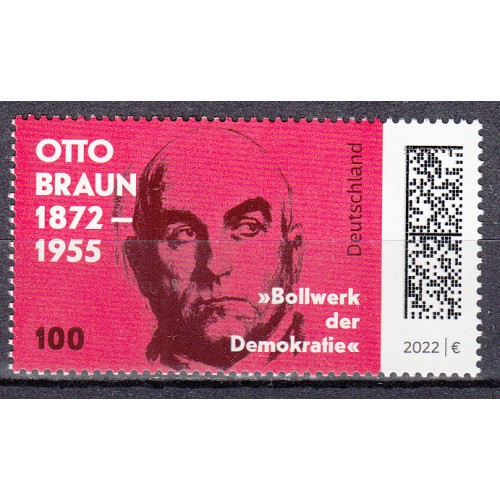 OTTO
BRAUN
1872 –
1955
100
»Bollwerk
der
Demokratie«
Deutschland
2022 | €